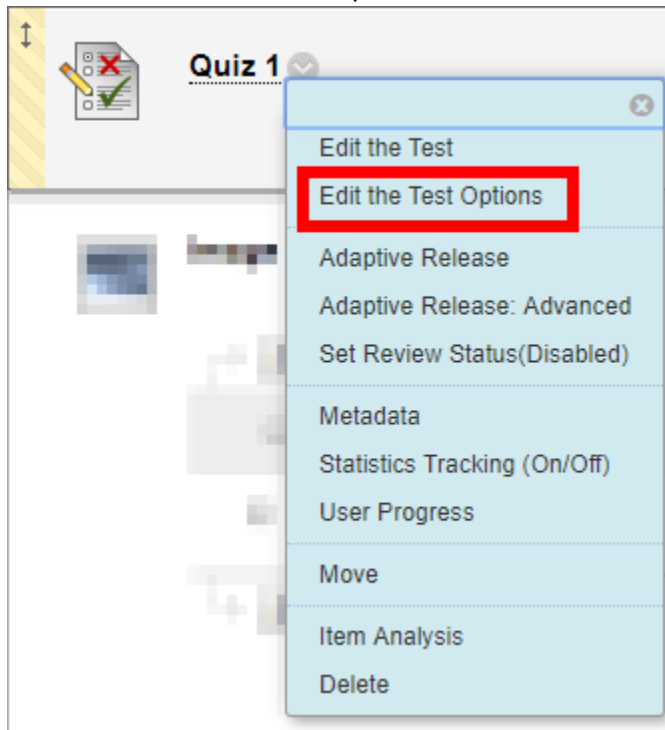 Quiz 1
Edit the Test
Edit the Test Options
Adaptive Release
Adaptive Release: Advanced
Set Review Status(Disabled)
Metadata
Statistics Tracking (On/Off)
User Progress
Move
Item Analysis
Delete